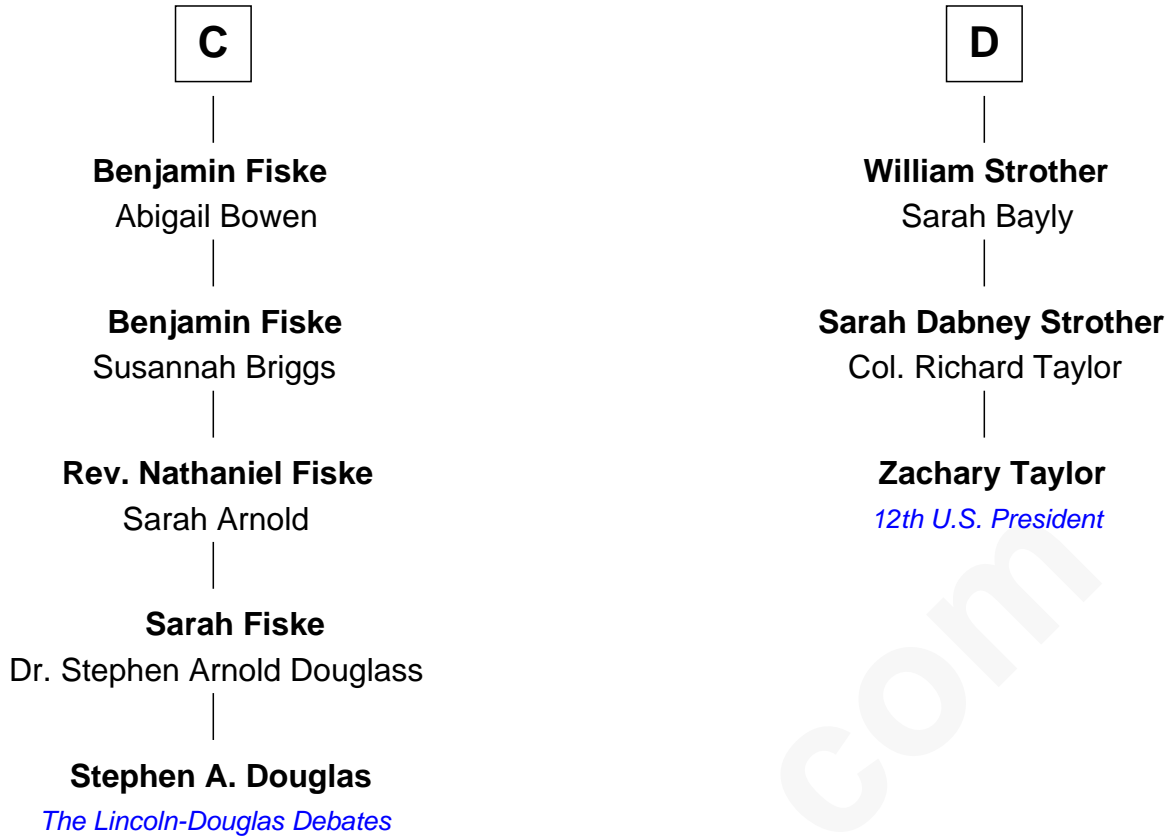 C
Benjamin Fiske
Abigail Bowen
Benjamin Fiske
Susannah Briggs
Rev. Nathaniel Fiske
Sarah Arnold
Sarah Fiske
Dr. Stephen Arnold Douglass
Stephen A. Douglas
The Lincoln-Douglas Debates
D
William Strother
Sarah Bayly
Sarah Dabney Strother
Col. Richard Taylor
Zachary Taylor
12th U.S. President
com